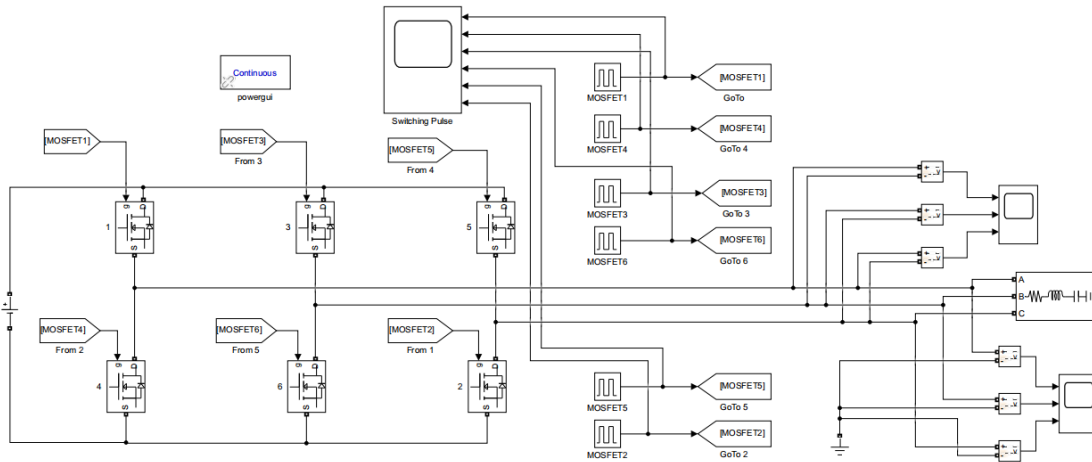 Continuous
powergui
Switching Pulse
MOSFET1
[MOSFET1]
GoTo
MOSFET4
[MOSFET4]
GoTo 4
MOSFET3
[MOSFET3]
GoTo 3
MOSFET6
[MOSFET6]
GoTo 6
[MOSFET1]
[MOSFET3]
From 3
[MOSFET5]
From 4
g
D
1
S
g
D
3
S
g
D
5
S
+
-
v
+
-
v
+
-
v
A
B
C
+
[MOSFET4]
From 2
[MOSFET6]
From 5
[MOSFET2]
From 1
g
D
4
S
g
D
6
S
g
D
2
S
MOSFET5
[MOSFET5]
GoTo 5
MOSFET2
[MOSFET2]
GoTo 2
+
-
v
+
-
v
+
-
v